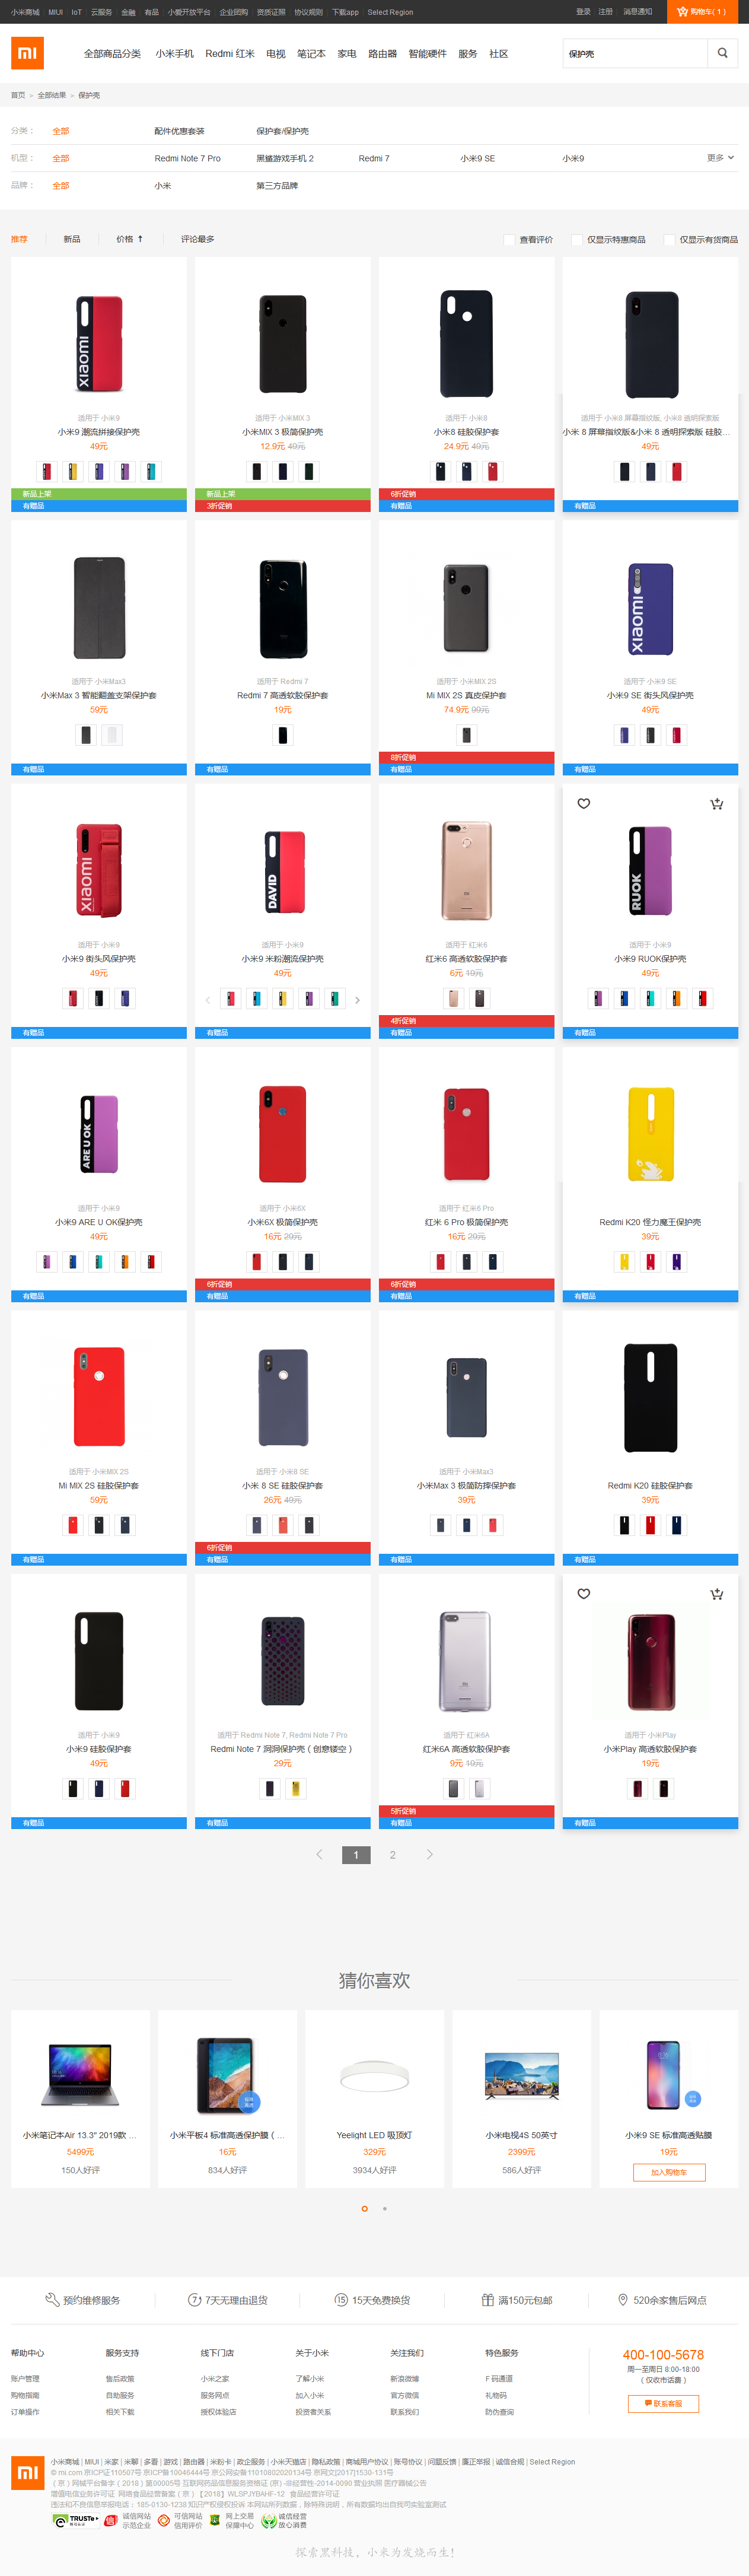 小米商城 MIUI IoT 云服务 金融 有品 小爱开放平台 企业团购 资质证照 协议规则 下载app Select Region 登录 注册 消息通知 购物车( 1 )
全部商品分类 小米手机 Redmi 红米 电视 笔记本 家电 路由器 智能硬件 服务 社区 保护壳
首页 > 全部结果 > 保护壳
分类： 全部 配件优惠套装 保护套/保护壳
机型： 全部 Redmi Note 7 Pro 黑鲨游戏手机 2 Redmi 7 小米9 SE 小米9 更多
品牌： 全部 小米 第三方品牌
推荐 新品 价格 ↑ 评论最多 查看评价 仅显示特惠商品 仅显示有货商品
适用于 小米9 适用于 小米MIX 3 适用于 小米8 适用于 小米8 屏幕指纹版, 小米8 透明探索版
小米9 潮流拼接保护壳 小米MIX 3 极简保护壳 小米8 硅胶保护套 小米 8 屏幕指纹版&小米 8 透明探索版 硅胶...
49元 12.9元 49元 24.9元 49元 49元
新品上架 新品上架 6折促销
有赠品 3折促销 有赠品 有赠品
适用于 小米Max3 适用于 Redmi 7 适用于 小米MIX 2S 适用于 小米9 SE
小米Max 3 智能翻盖支架保护套 Redmi 7 高透软胶保护套 Mi MIX 2S 真皮保护套 小米9 SE 街头风保护壳
59元 19元 74.9元 99元 49元
8折促销
有赠品 有赠品 有赠品 有赠品
适用于 小米9 适用于 小米9 适用于 红米6 适用于 小米9
小米9 街头风保护壳 小米9 米粉潮流保护壳 红米6 高透软胶保护套 小米9 RUOK保护壳
49元 49元 6元 19元 49元
4折促销
有赠品 有赠品 有赠品 有赠品
适用于 小米9 适用于 小米6X 适用于 红米6 Pro
小米9 ARE U OK保护壳 小米6X 极简保护壳 红米 6 Pro 极简保护壳 Redmi K20 怪力魔王保护壳
49元 16元 29元 16元 29元 39元
6折促销 6折促销
有赠品 有赠品 有赠品 有赠品
适用于 小米MIX 2S 适用于 小米8 SE 适用于 小米Max3
Mi MIX 2S 硅胶保护套 小米 8 SE 硅胶保护套 小米Max 3 极简防摔保护套 Redmi K20 硅胶保护套
59元 26元 49元 39元 39元
6折促销
有赠品 有赠品 有赠品 有赠品
适用于 小米9 适用于 Redmi Note 7, Redmi Note 7 Pro 适用于 红米6A 适用于 小米Play
小米9 硅胶保护套 Redmi Note 7 洞洞保护壳（创意镂空） 红米6A 高透软胶保护套 小米Play 高透软胶保护套
49元 29元 9元 19元 19元
5折促销
有赠品 有赠品 有赠品
1 2
猜你喜欢
小米笔记本Air 13.3" 2019款 ... 小米平板4 标准高透保护膜（... Yeelight LED 吸顶灯 小米电视4S 50英寸 小米9 SE 标准高透贴膜
5499元 16元 329元 2399元 19元
150人好评 834人好评 3934人好评 586人好评 加入购物车
预约维修服务 7天无理由退货 15天免费换货 满150元包邮 520余家售后网点
帮助中心 服务支持 线下门店 关于小米 关注我们 特色服务 400-100-5678
账户管理 售后政策 小米之家 了解小米 新浪微博 F 码通道 周一至周日 8:00-18:00
购物指南 自助服务 服务网点 加入小米 官方微信 礼物码 （仅收市话费）
订单操作 相关下载 授权体验店 投资者关系 联系我们 防伪查询 联系客服
小米商城 | MIUI | 米家 | 米聊 | 多看 | 游戏 | 路由器 | 米粉卡 | 政企服务 | 小米天猫店 | 隐私政策 | 商城用户协议 | 账号协议 | 问题反馈 | 廉正举报 | 诚信合规 | Select Region
© mi.com 京ICP证110507号 京ICP备10046444号 京公网安备11010802020134号 京网文[2017]1530-131号
（京）网械平台备字（2018）第00005号 互联网药品信息服务资格证 (京) -非经营性-2014-0090 营业执照 医疗器械公告
增值电信业务许可证 网络食品经营备案（京）【2018】WLSPJYBAHF-12 食品经营许可证
违法和不良信息举报电话：185-0130-1238 知识产权侵权投诉 本网站所列数据，除特殊说明，所有数据均出自我司实验室测试
TRUSTe 诚信网站 示范企业 可信网站 信用评价 网上交易 保障中心 诚信经营 放心消费
探索黑科技，小米为发烧而生！